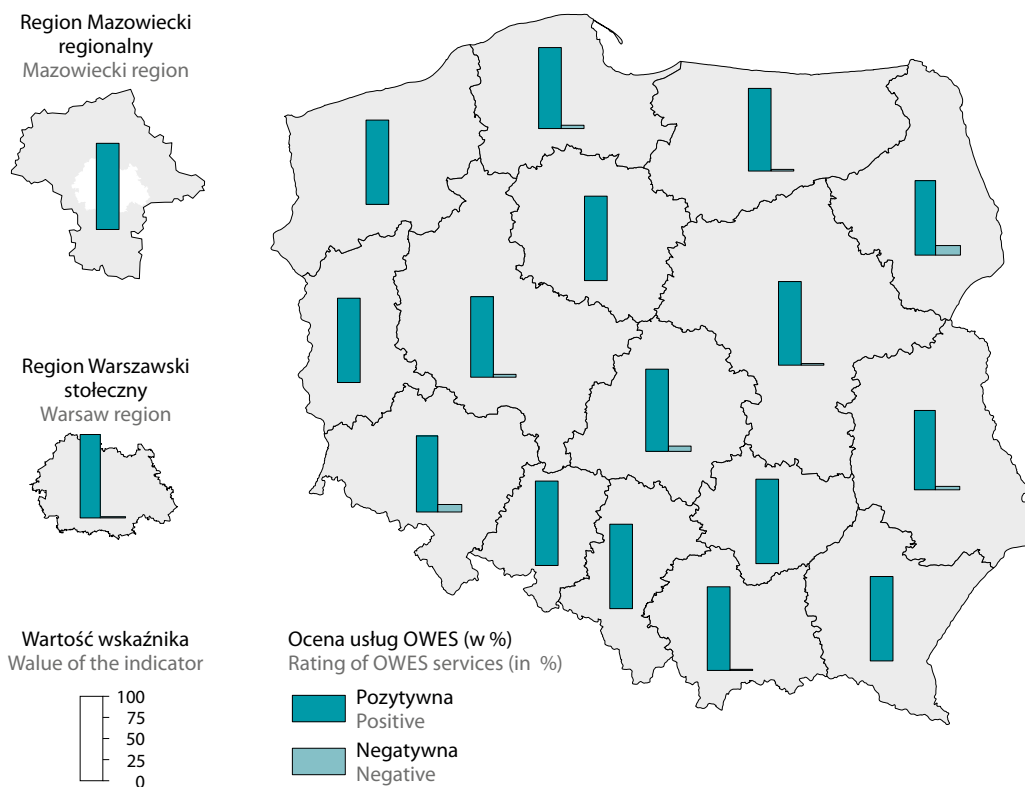 Region Mazowiecki
regionalny
Mazowiecki region
Region Warszawski
stołeczny
Warsaw region
Wartość wskaźnika
Walue of the indicator
100
75
50
25
0
Ocena usług OWES (w %)
Rating of OWES services (in %)
Pozytywna
Positive
Negatywna
Negative